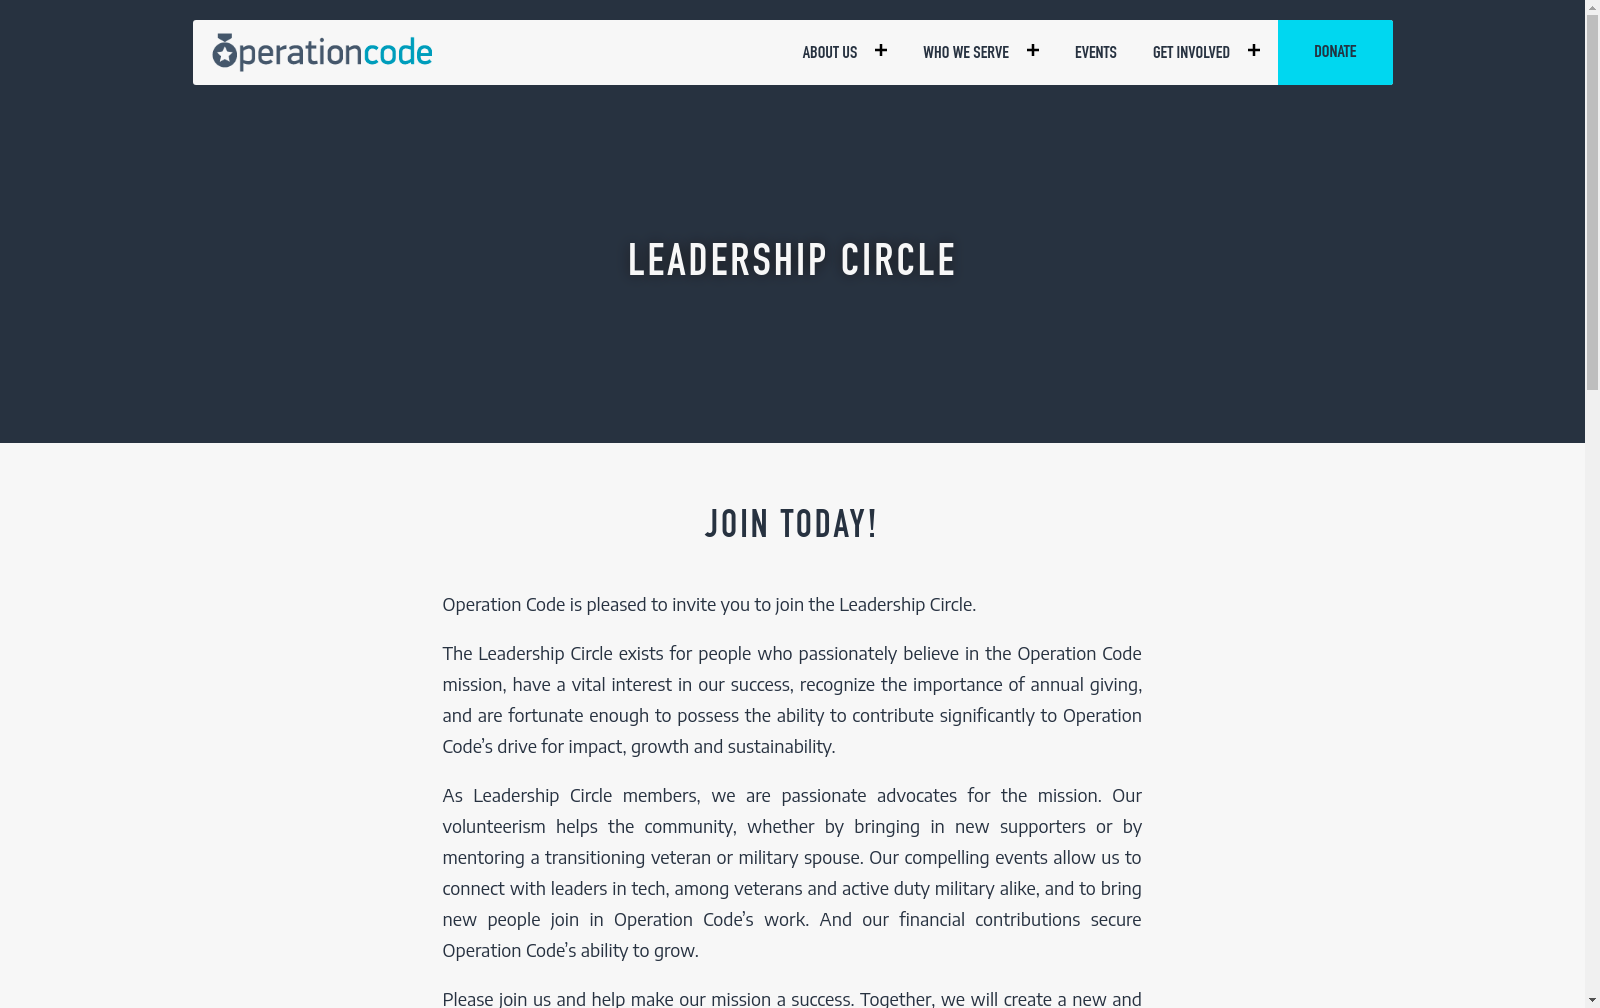 operationcode
ABOUT US
WHO WE SERVE
EVENTS
GET INVOLVED
DONATE
LEADERSHIP CIRCLE
JOIN TODAY!
Operation Code is pleased to invite you to join the Leadership Circle.
The Leadership Circle exists for people who passionately believe in the Operation Code
mission, have a vital interest in our success, recognize the importance of annual giving,
and are fortunate enough to possess the ability to contribute significantly to Operation
Code’s drive for impact, growth and sustainability.
As Leadership Circle members, we are passionate advocates for the mission. Our
volunteerism helps the community, whether by bringing in new supporters or by
mentoring a transitioning veteran or military spouse. Our compelling events allow us to
connect with leaders in tech, among veterans and active duty military alike, and to bring
new people join in Operation Code’s work. And our financial contributions secure
Operation Code’s ability to grow.
Please join us and help make our mission a success. Together, we will create a new and